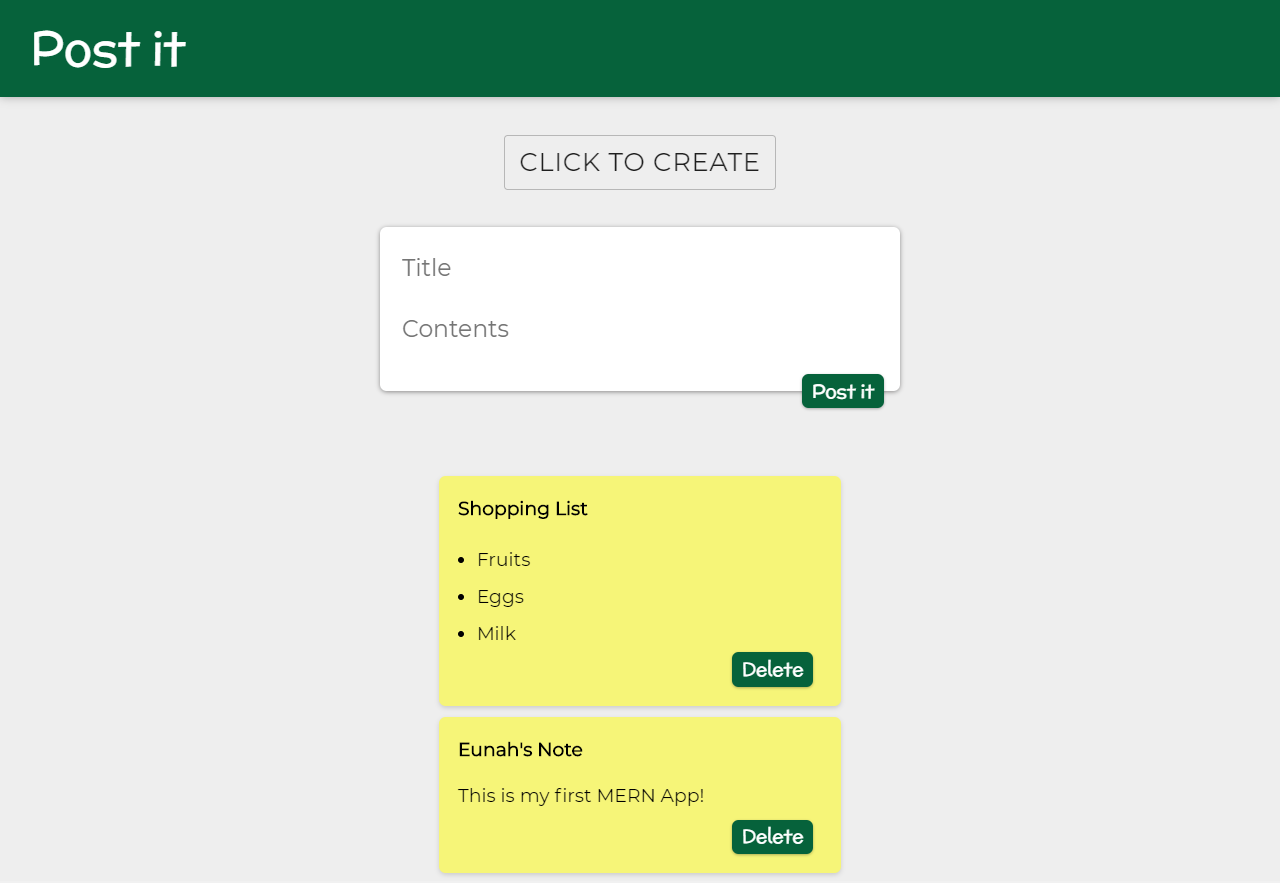 Post it
CLICK TO CREATE
Title
Contents
Post it
Shopping List
• Fruits
• Eggs
• Milk
Delete
Eunah's Note
This is my first MERN App!
Delete